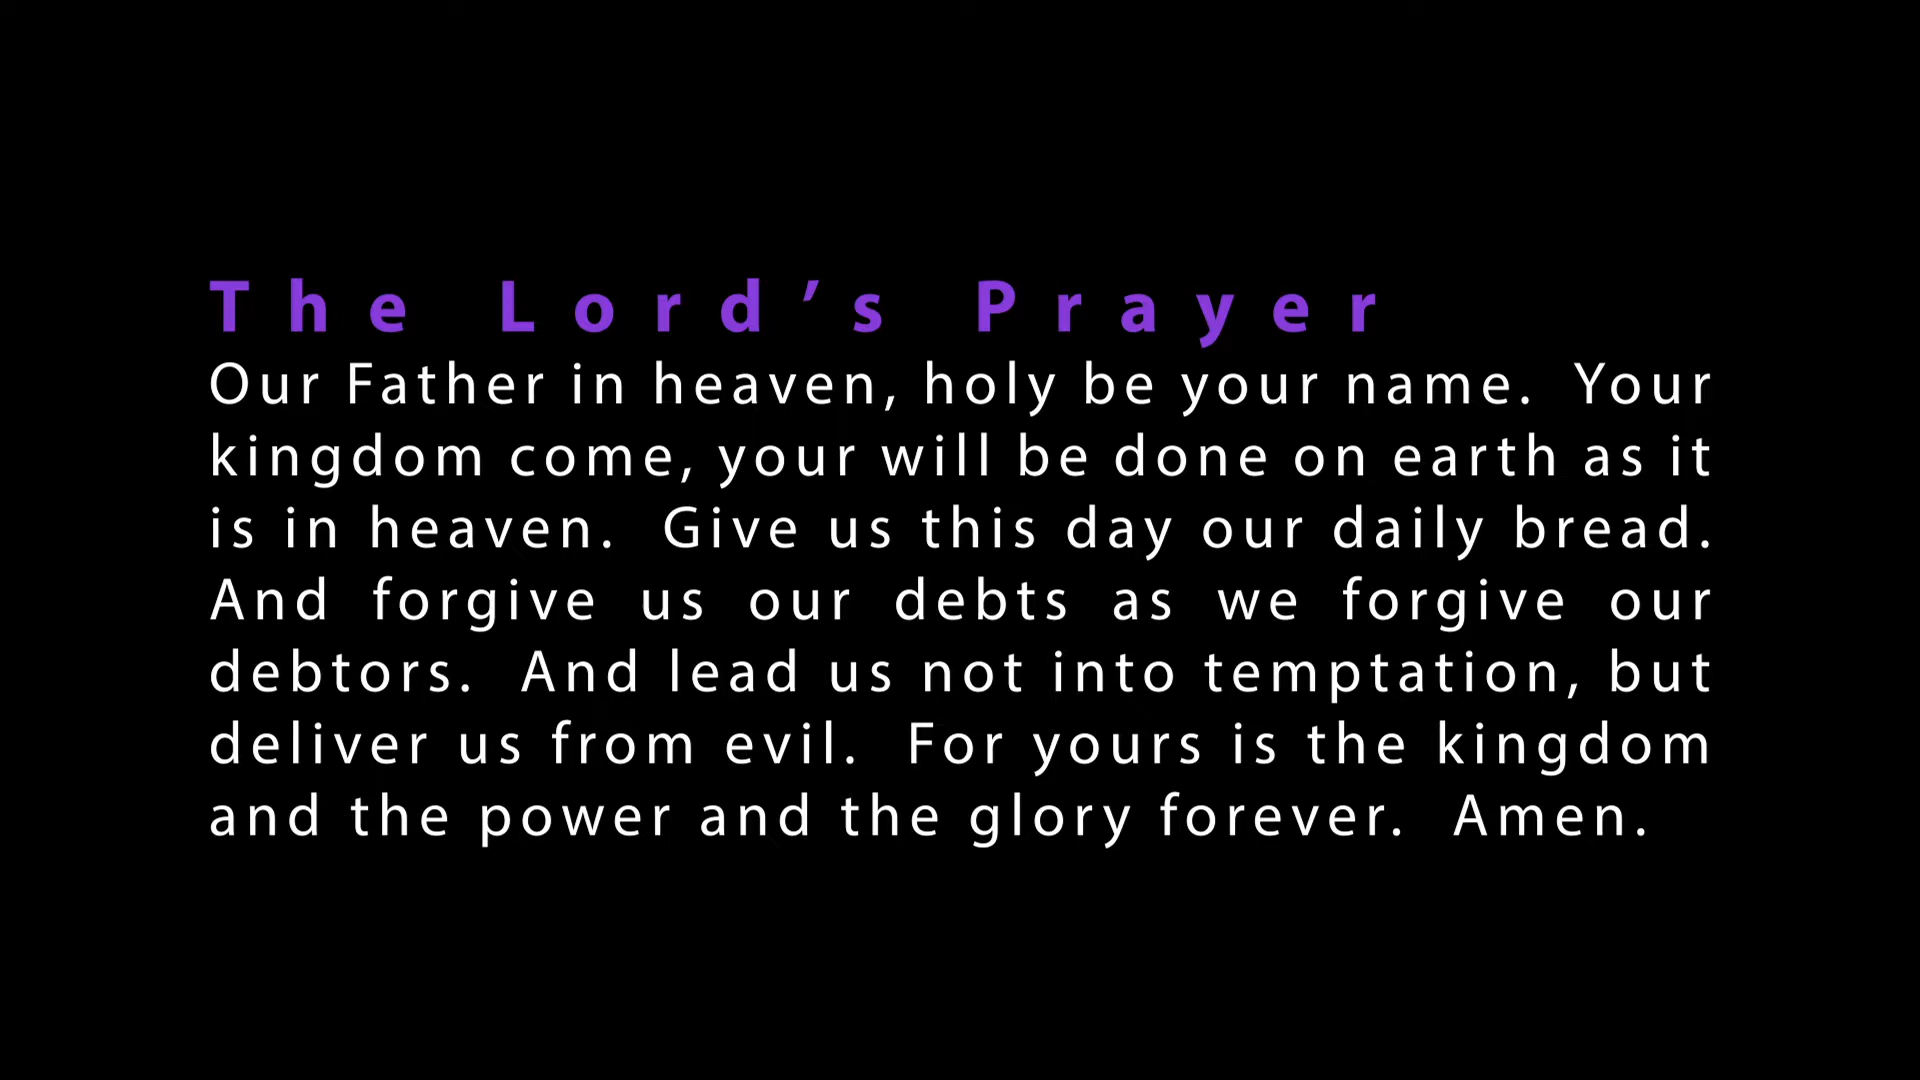 The Lord’s Prayer
Our Father in heaven, holy be your name. Your
kingdom come, your will be done on earth as it
is in heaven. Give us this day our daily bread.
And forgive us our debts as we forgive our
debtors. And lead us not into temptation, but
deliver us from evil. For yours is the kingdom
and the power and the glory forever. Amen.